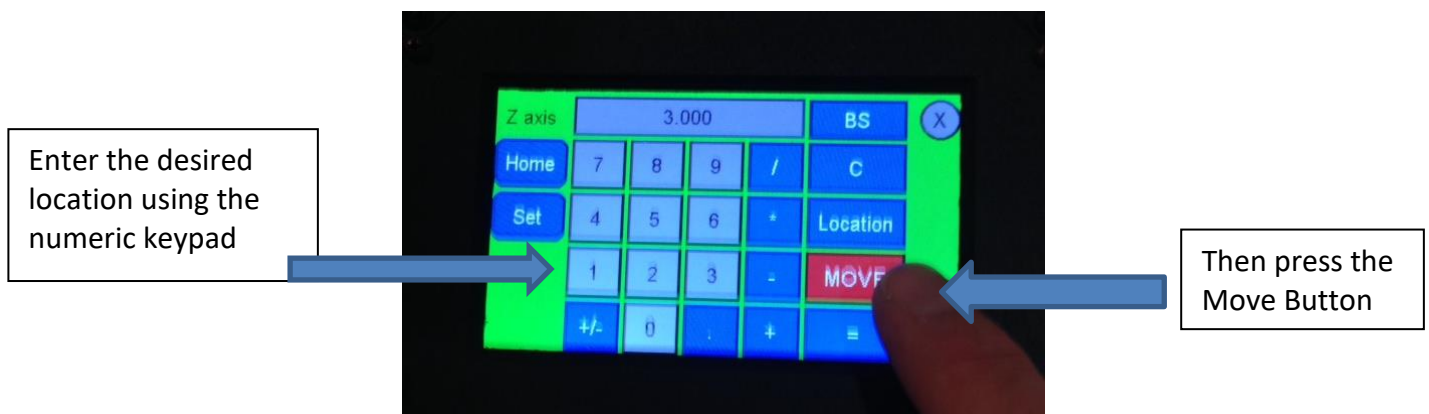 Enter the desired
location using the
numeric keypad
Z axis 3.000 BS X
Home 7 8 9 / C
Set 4 5 6 * Location
1 2 3 - MOVE
+/- 0 . + =
Then press the
Move Button